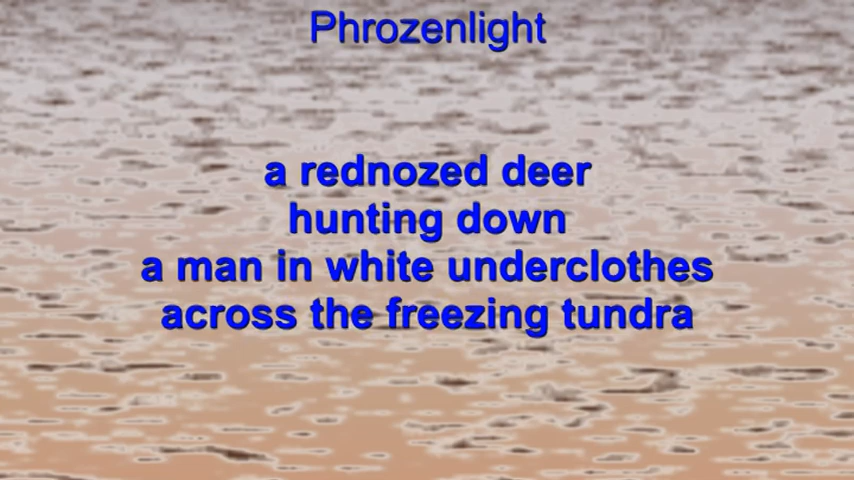 Phrozenlight
a rednozed deer
hunting down
a man in white underclothes
across the freezing tundra